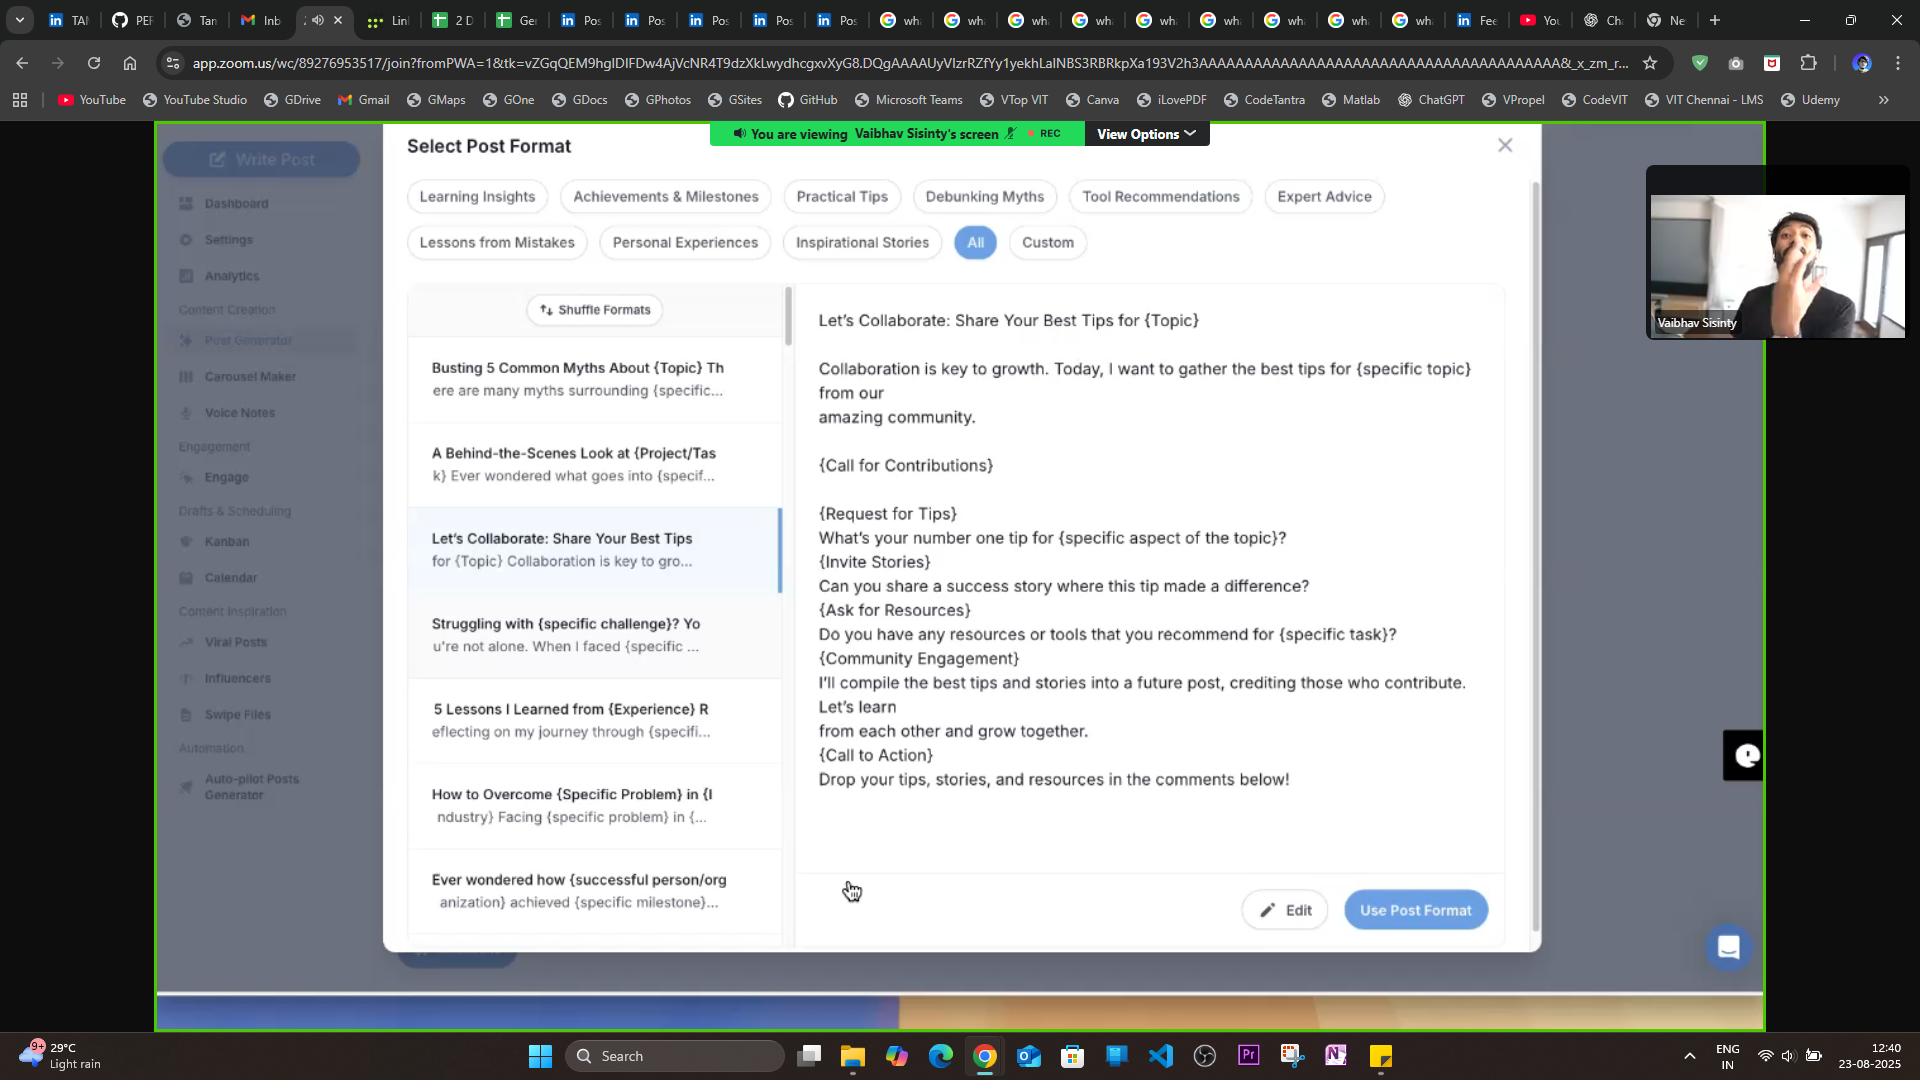 TAN
PER
Tan
Inb
Lin
2 D
Ger
Pos
Pos
Pos
Pos
Pos
wha
wha
wha
wha
wha
wha
wha
wha
wha
Fee
You
Cha
Ne
app.zoom.us/wc/89276953517/join?fromPWA=1&tk=
YouTube
YouTube Studio
GDrive
Gmail
GMaps
GOne
GDocs
GPhotos
GSites
GitHub
Microsoft Teams
VTop VIT
Canva
iLovePDF
CodeTantra
Matlab
ChatGPT
VPropel
CodeVIT
VIT Chennai - LMS
Udemy
You are viewing Vaibhav Sisinty's screen
REC
View Options
Write Post
Dashboard
Settings
Analytics
Content Creation
Post Generator
Carousel Maker
Voice Notes
Engagement
Engage
Drafts & Scheduling
Kanban
Calendar
Content Inspiration
Viral Posts
Influencers
Swipe Files
Automation
Auto-pilot Posts
Generator
Select Post Format
Learning Insights
Achievements & Milestones
Practical Tips
Debunking Myths
Tool Recommendations
Expert Advice
Lessons from Mistakes
Personal Experiences
Inspirational Stories
All
Custom
Shuffle Formats
Busting 5 Common Myths About {Topic} Th
ere are many myths surrounding {specific...
A Behind-the-Scenes Look at {Project/Tas
k} Ever wondered what goes into {specif...
Let's Collaborate: Share Your Best Tips
for {Topic} Collaboration is key to gro...
Struggling with {specific challenge}? Yo
u're not alone. When I faced {specific ...
5 Lessons I Learned from {Experience} R
eflecting on my journey through {specifi...
How to Overcome {Specific Problem} in {I
ndustry} Facing {specific problem} in {...
Ever wondered how {successful person/org
anization} achieved {specific milestone}...
Let's Collaborate: Share Your Best Tips for {Topic}
Collaboration is key to growth. Today, I want to gather the best tips for {specific topic}
from our
amazing community.
{Call for Contributions}
{Request for Tips}
What's your number one tip for {specific aspect of the topic}?
{Invite Stories}
Can you share a success story where this tip made a difference?
{Ask for Resources}
Do you have any resources or tools that you recommend for {specific task}?
{Community Engagement}
I'll compile the best tips and stories into a future post, crediting those who contribute.
Let's learn
from each other and grow together.
{Call to Action}
Drop your tips, stories, and resources in the comments below!
Edit
Use Post Format
Vaibhav Sisinty
9+
29°C
Light rain
Search
Pr
ENG
IN
12:40
23-08-2025